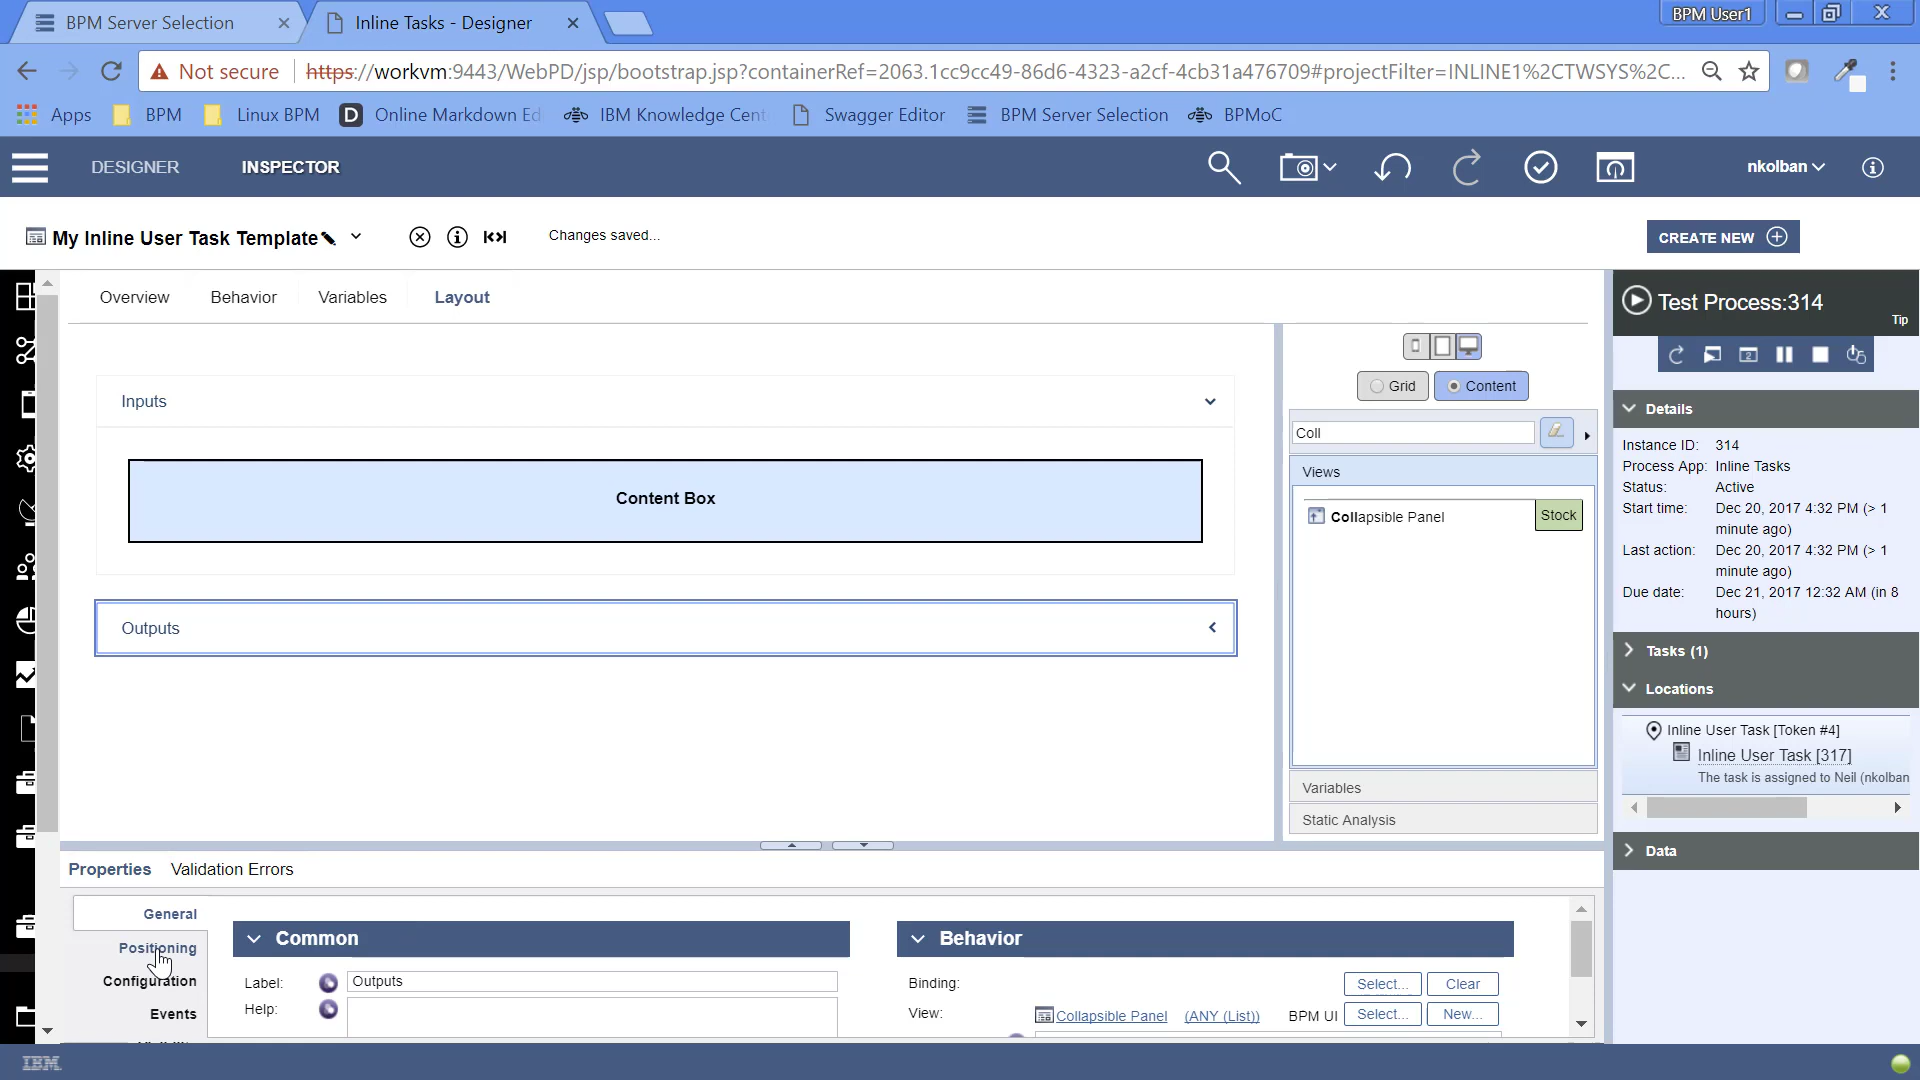 BPM Server Selection
Inline Tasks - Designer
BPM User1
Not secure
https://workvm:9443/WebPD/jsp/bootstrap.jsp?containerRef=2063.1cc9cc49-86d6-4323-a2cf-4cb31a476709#projectFilter=INLINE1%2CTWSYS%2C...
Apps
BPM
Linux BPM
Online Markdown Ed
IBM Knowledge Cent
Swagger Editor
BPM Server Selection
BPMoC
DESIGNER
INSPECTOR
nkolban
My Inline User Task Template
Changes saved...
CREATE NEW
Overview
Behavior
Variables
Layout
Inputs
Content Box
Outputs
Grid
Content
Coll
Views
Collapsible Panel
Stock
Variables
Static Analysis
Test Process:314
Tip
Details
Instance ID: 314
Process App: Inline Tasks
Status: Active
Start time: Dec 20, 2017 4:32 PM (> 1
minute ago)
Last action: Dec 20, 2017 4:32 PM (> 1
minute ago)
Due date: Dec 21, 2017 12:32 AM (in 8
hours)
Tasks (1)
Locations
Inline User Task [Token #4]
Inline User Task [317]
The task is assigned to Neil (nkolban
Data
Properties
Validation Errors
General
Positioning
Configuration
Events
Common
Label: Outputs
Help:
Behavior
Binding: Select... Clear
View: Collapsible Panel (ANY (List)) BPM UI Select... New...
IBM